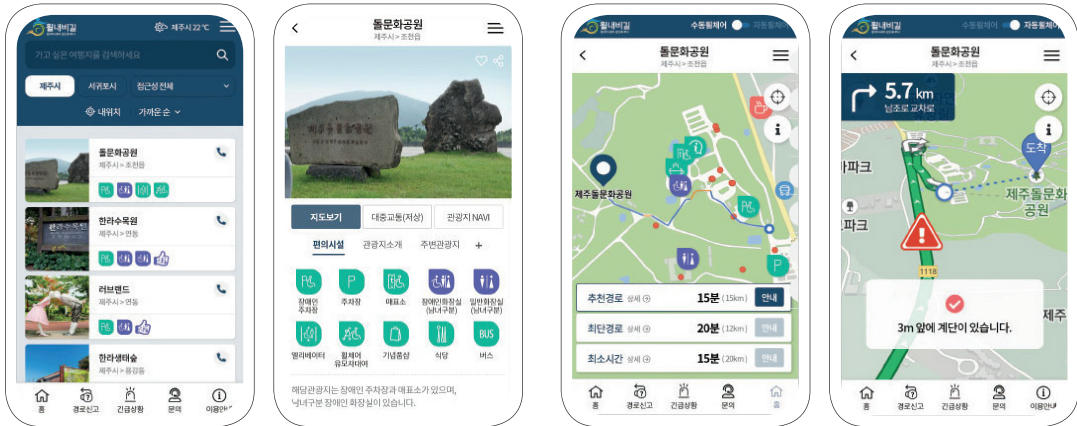 휠내비길
제주시 22℃
가고 싶은 여행지를 검색하세요
제주시
서귀포시
접근성 전체
내위치
가까운 순
돌문화공원
제주시 > 조천읍
한라수목원
제주시 > 연동
러브랜드
제주시 > 연동
한라생태숲
제주시 > 용강동
홈
경로신고
긴급상황
문의
이용안내
돌문화공원
제주시 > 조천읍
지도보기
대중교통(저상)
관광지 NAVI
편의시설
관광지소개
주변관광지
+
장애인
주차장
주차장
매표소
장애인화장실
(남녀구분)
일반화장실
(남녀구분)
엘리베이터
휠체어
유모차대여
기념품샵
식당
BUS
버스
해당관광지는 장애인 주차장과 매표소가 있으며,
남녀구분 장애인 화장실이 있습니다.
휠내비길
수동휠체어
자동휠체어
돌문화공원
제주시 > 조천읍
제주돌문화공원
추천경로 상세 15분 (15km) 안내
최단경로 상세 20분 (12km) 안내
최소시간 상세 15분 (20km) 안내
홈
경로신고
긴급상황
문의
홈
휠내비길
수동휠체어
자동휠체어
돌문화공원
제주시 > 조천읍
5.7 km
남조로교차로
도착
아파크
제주돌문화
공원
파크
1118
제주
3m 앞에 계단이 있습니다.
홈
경로신고
긴급상황
문의
이용안내